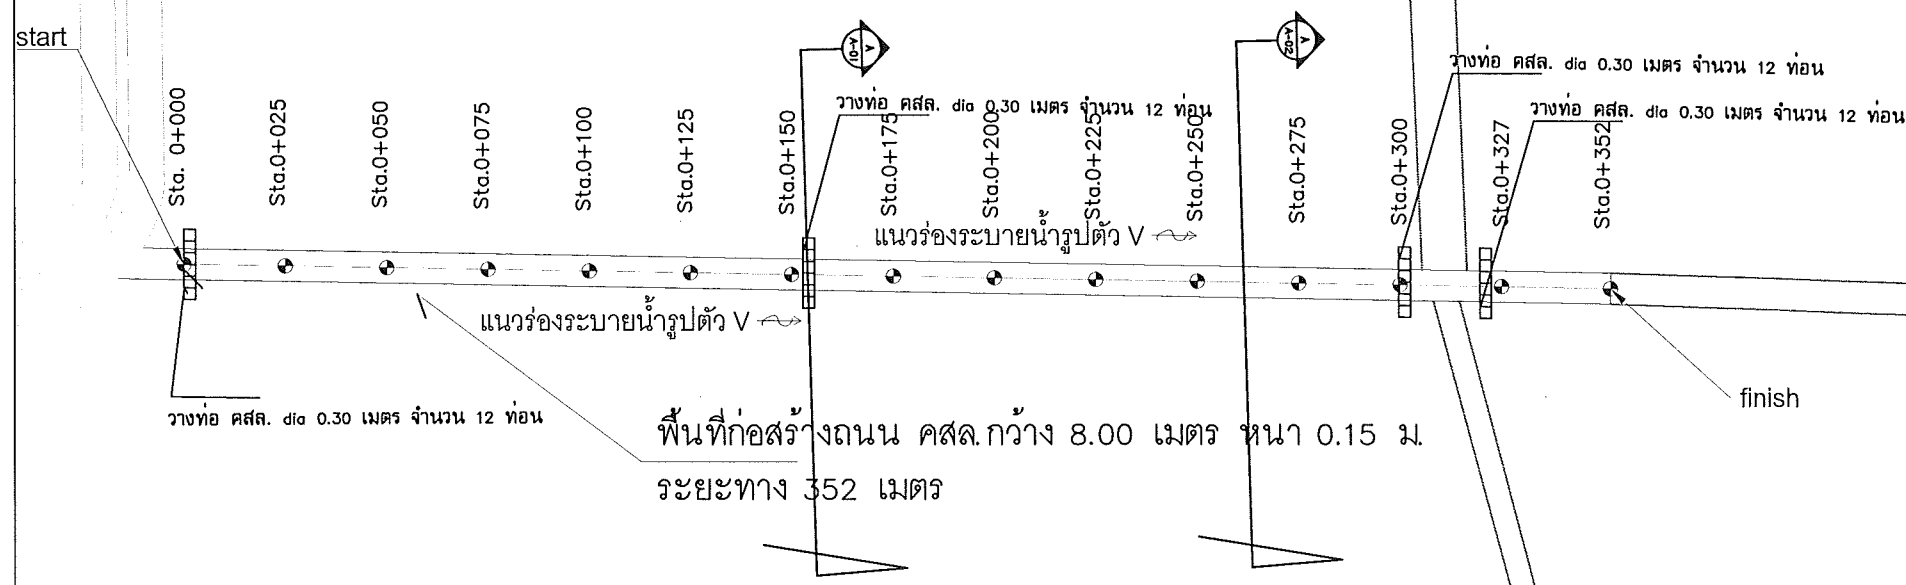 start
A
A-01
A
A-02
วางท่อ คสล. dia 0.30 เมตร จำนวน 12 ท่อน
วางท่อ คสล. dia 0.30 เมตร จำนวน 12 ท่อน
วางท่อ คสล. dia 0.30 เมตร จำนวน 12 ท่อน
Sta. 0+000
Sta.0+025
Sta.0+050
Sta.0+075
Sta.0+100
Sta.0+125
Sta.0+150
Sta.0+175
Sta.0+200
Sta.0+225
Sta.0+250
Sta.0+275
Sta.0+300
Sta.0+327
Sta.0+352
แนวร่องระบายน้ำรูปตัว V
แนวร่องระบายน้ำรูปตัว V
วางท่อ คสล. dia 0.30 เมตร จำนวน 12 ท่อน
finish
พื้นที่ก่อสร้างถนน คสล.กว้าง 8.00 เมตร หนา 0.15 ม.
ระยะทาง 352 เมตร